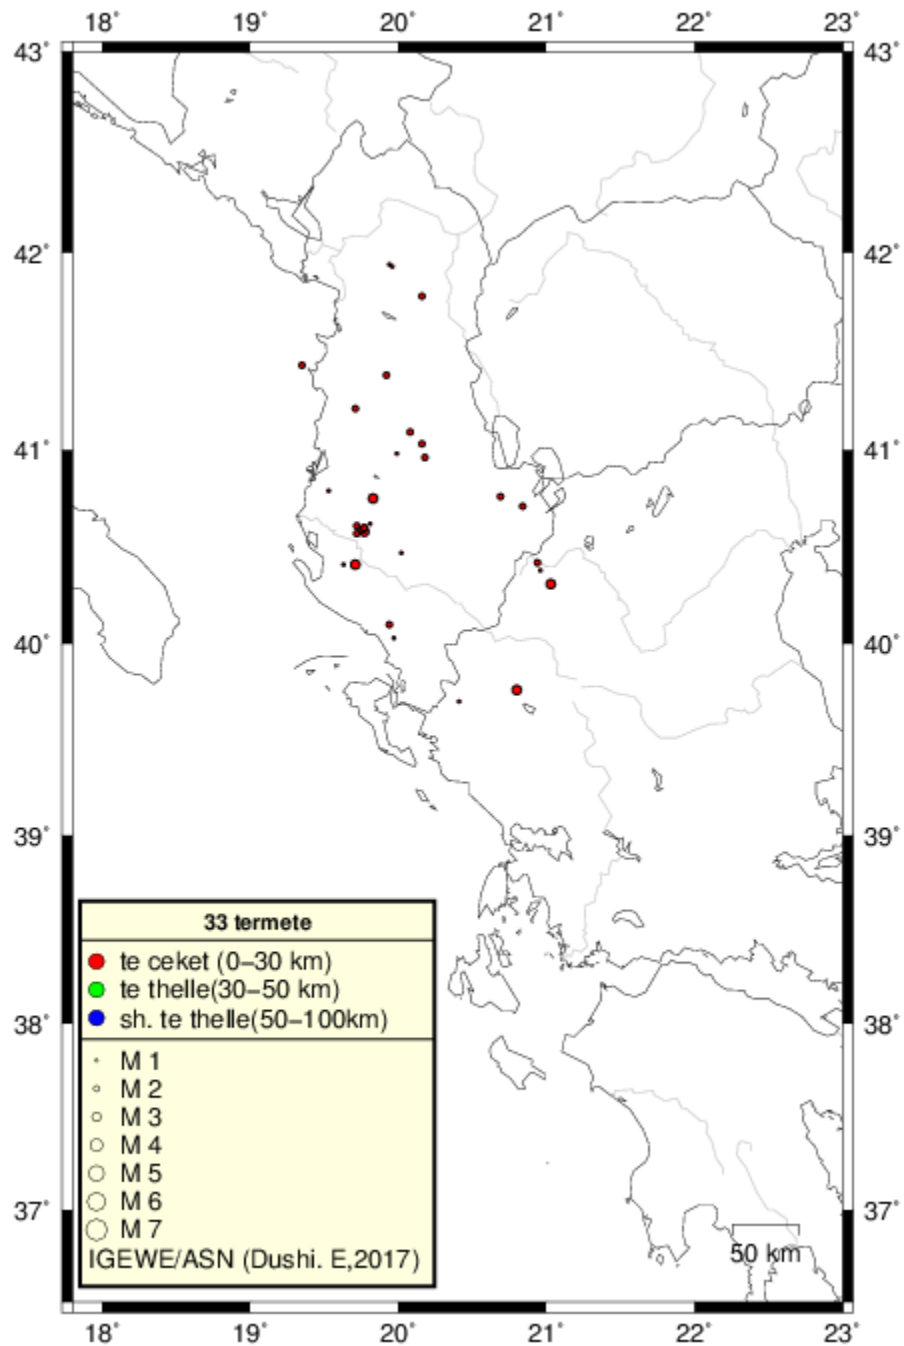 18° 19° 20° 21° 22° 23°
43° 43°
42° 42°
41° 41°
40° 40°
39° 39°
38° 38°
37° 37°
33 termete
te ceket (0–30 km)
te thelle(30–50 km)
sh. te thelle(50–100km)
M 1
M 2
M 3
M 4
M 5
M 6
M 7
IGEWE/ASN (Dushi. E,2017)
50 km
18° 19° 20° 21° 22° 23°